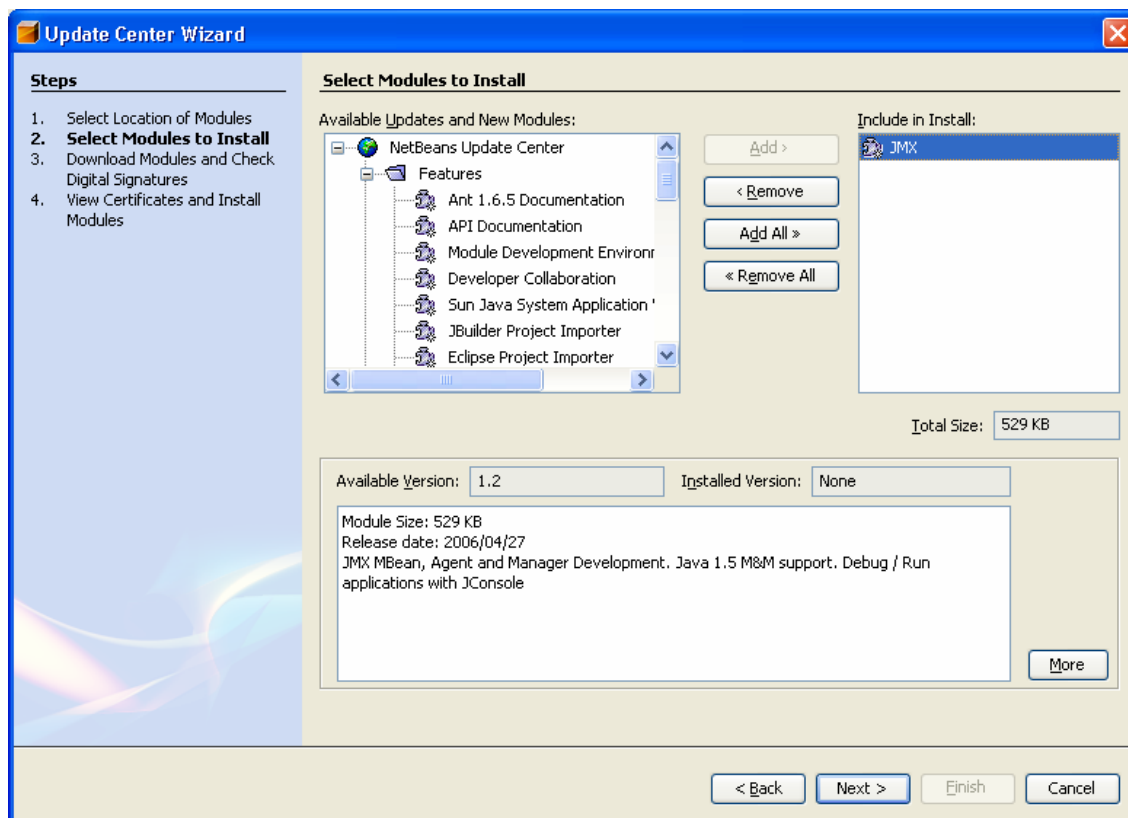 Update Center Wizard
Steps
1. Select Location of Modules
2. Select Modules to Install
3. Download Modules and Check
Digital Signatures
4. View Certificates and Install
Modules
Select Modules to Install
Available Updates and New Modules:
NetBeans Update Center
Features
Ant 1.6.5 Documentation
API Documentation
Module Development Environ
Developer Collaboration
Sun Java System Application
JBuilder Project Importer
Eclipse Project Importer
Add >
< Remove
Add All »
« Remove All
Include in Install:
JMX
Total Size: 529 KB
Available Version: 1.2
Installed Version: None
Module Size: 529 KB
Release date: 2006/04/27
JMX MBean, Agent and Manager Development. Java 1.5 M&M support. Debug / Run
applications with JConsole
More
< Back
Next >
Finish
Cancel